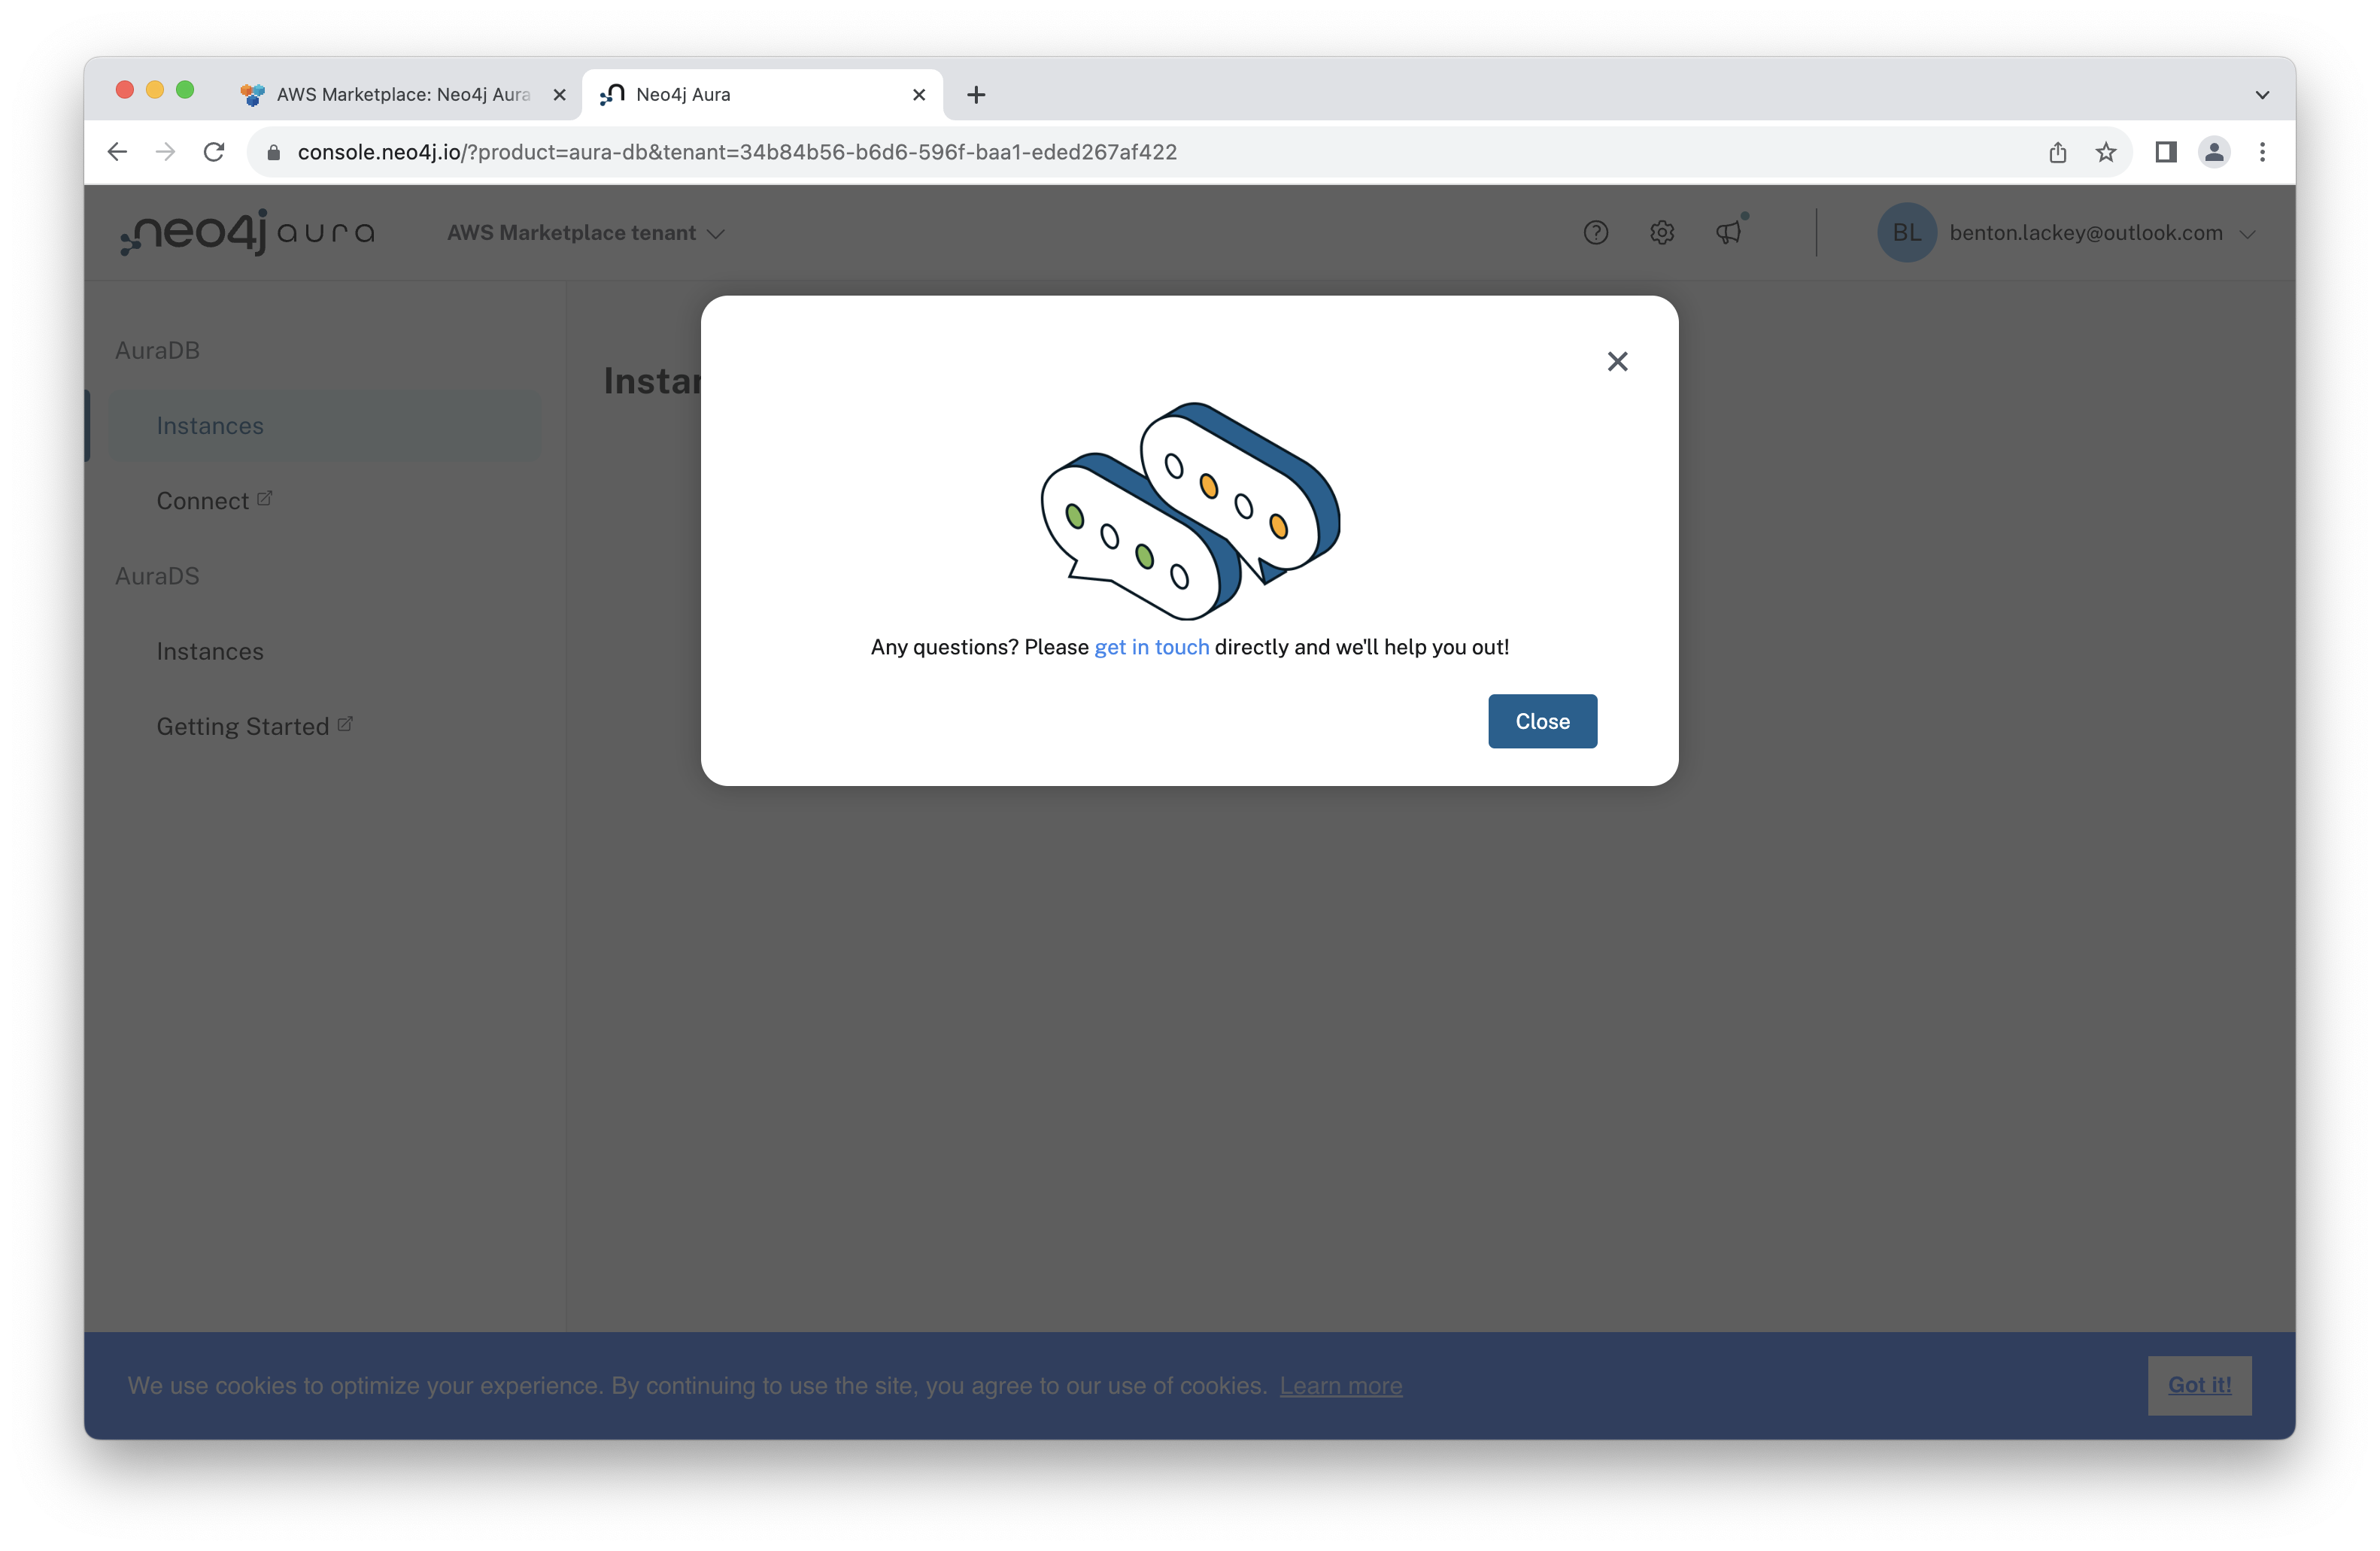 AWS Marketplace: Neo4j Aura
Neo4j Aura
console.neo4j.io/?product=aura-db&tenant=34b84b56-b6d6-596f-baa1-eded267af422
neo4j aura
AWS Marketplace tenant
BL
benton.lackey@outlook.com
AuraDB
Instances
Connect
AuraDS
Instances
Getting Started
Instan
Any questions? Please get in touch directly and we'll help you out!
Close
We use cookies to optimize your experience. By continuing to use the site, you agree to our use of cookies. Learn more
Got it!